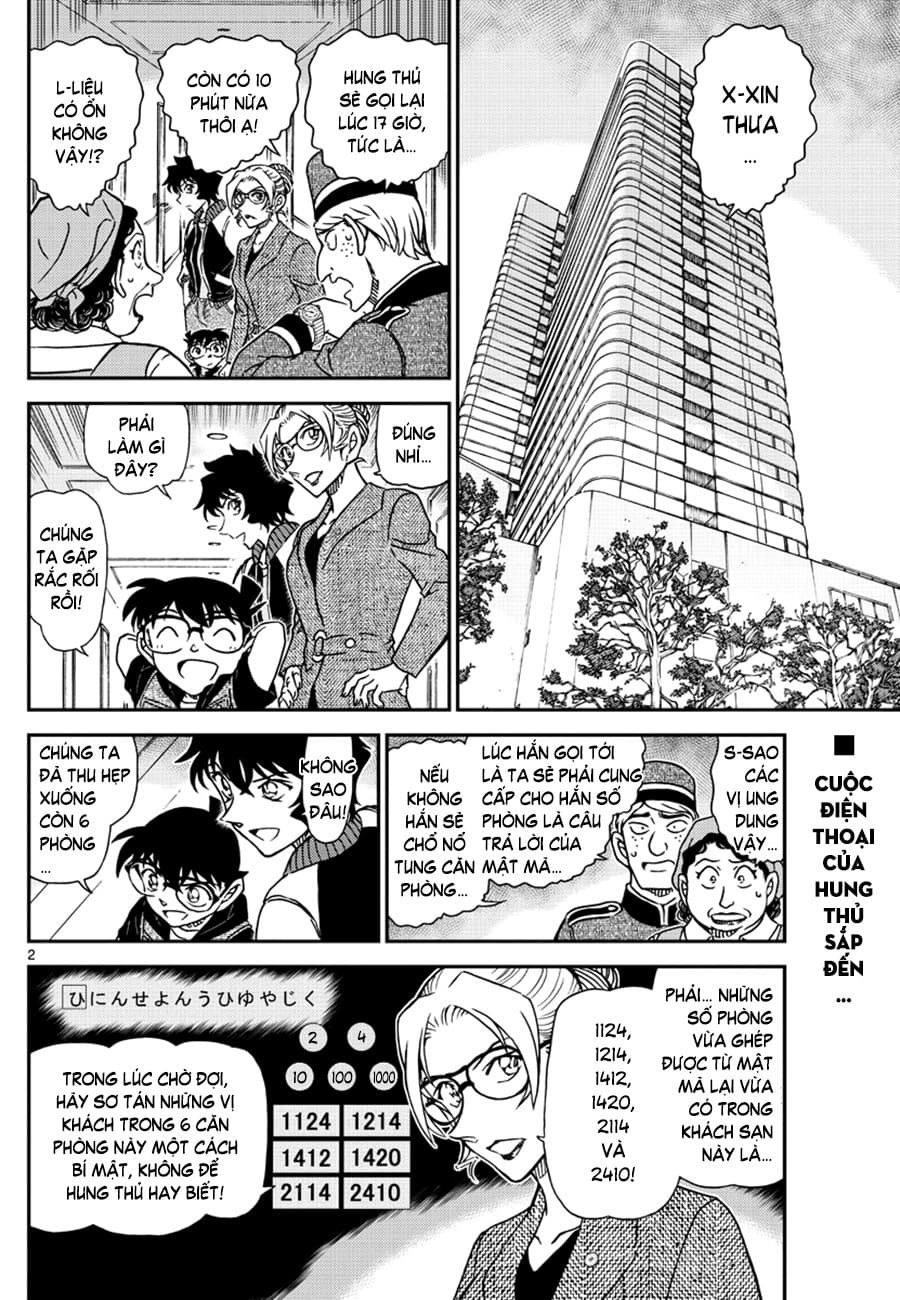 X-XIN
THƯA
...
HUNG THỦ
SẼ GỌI LẠI
LÚC 17 GIỜ,
TỨC LÀ...
CÒN CÓ 10
PHÚT NỮA
THÔI Ạ!
L-LIỆU
CÓ ỔN
KHÔNG
VẬY!?
ĐÚNG
NHỈ...
PHẢI
LÀM GÌ
ĐÂY?
CHÚNG
TA GẶP
RẮC RỐI
RỒI!
■
CUỘC
ĐIỆN
THOẠI
CỦA
HUNG
THỦ
SẮP
ĐẾN
...
S-SAO
CÁC
VỊ UNG
DUNG
VẬY...
LÚC HẮN GỌI TỚI
LÀ TA SẼ PHẢI CUNG
CẤP CHO HẮN SỐ
PHÒNG LÀ CÂU
TRẢ LỜI CỦA
MẬT MÃ...
NẾU
KHÔNG
HẮN SẼ
CHO NỔ
TUNG CĂN
PHÒNG...
KHÔNG
SAO
ĐÂU!
CHÚNG TA
ĐÃ THU HẸP
XUỐNG
CÒN 6
PHÒNG
...
2
PHẢI... NHỮNG
SỐ PHÒNG
VỪA GHÉP
ĐƯỢC TỪ MẬT
MÃ LẠI VỪA
CÓ TRONG
KHÁCH SẠN
NÀY LÀ...
1124,
1214,
1412,
1420,
2114
VÀ
2410!
ひにんせよんうひゆやじく
2 4
10 100 1000
1124 1214
1412 1420
2114 2410
TRONG LÚC CHỜ ĐỢI,
HÃY SƠ TÁN NHỮNG VỊ
KHÁCH TRONG 6 CĂN
PHÒNG NÀY MỘT CÁCH
BÍ MẬT, KHÔNG ĐỂ
HUNG THỦ HAY BIẾT!